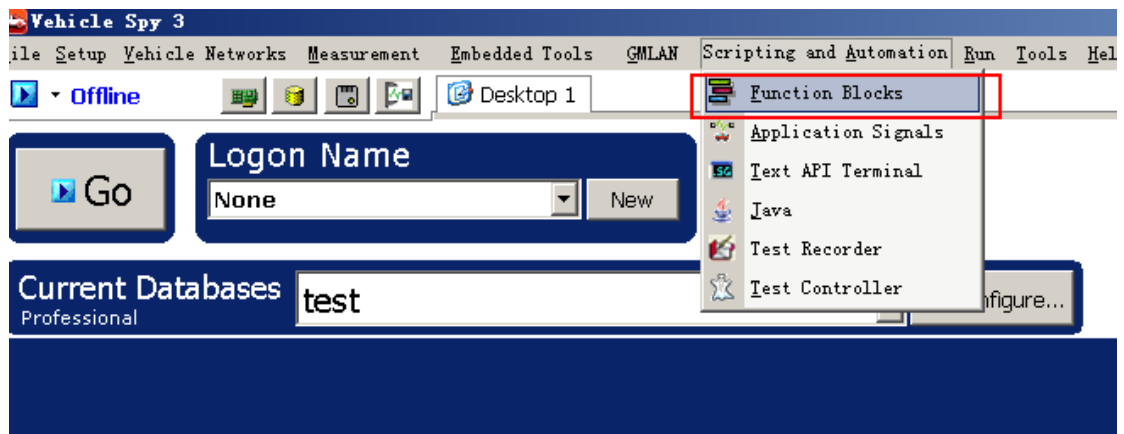 Vehicle Spy 3
ile Setup Vehicle Networks Measurement Embedded Tools GMLAN Scripting and Automation Run Tools Hel
Offline Desktop 1
Function Blocks
Application Signals
Text API Terminal
Java
Test Recorder
Test Controller
Go
Logon Name
None New
Current Databases
Professional
test
nfigure...